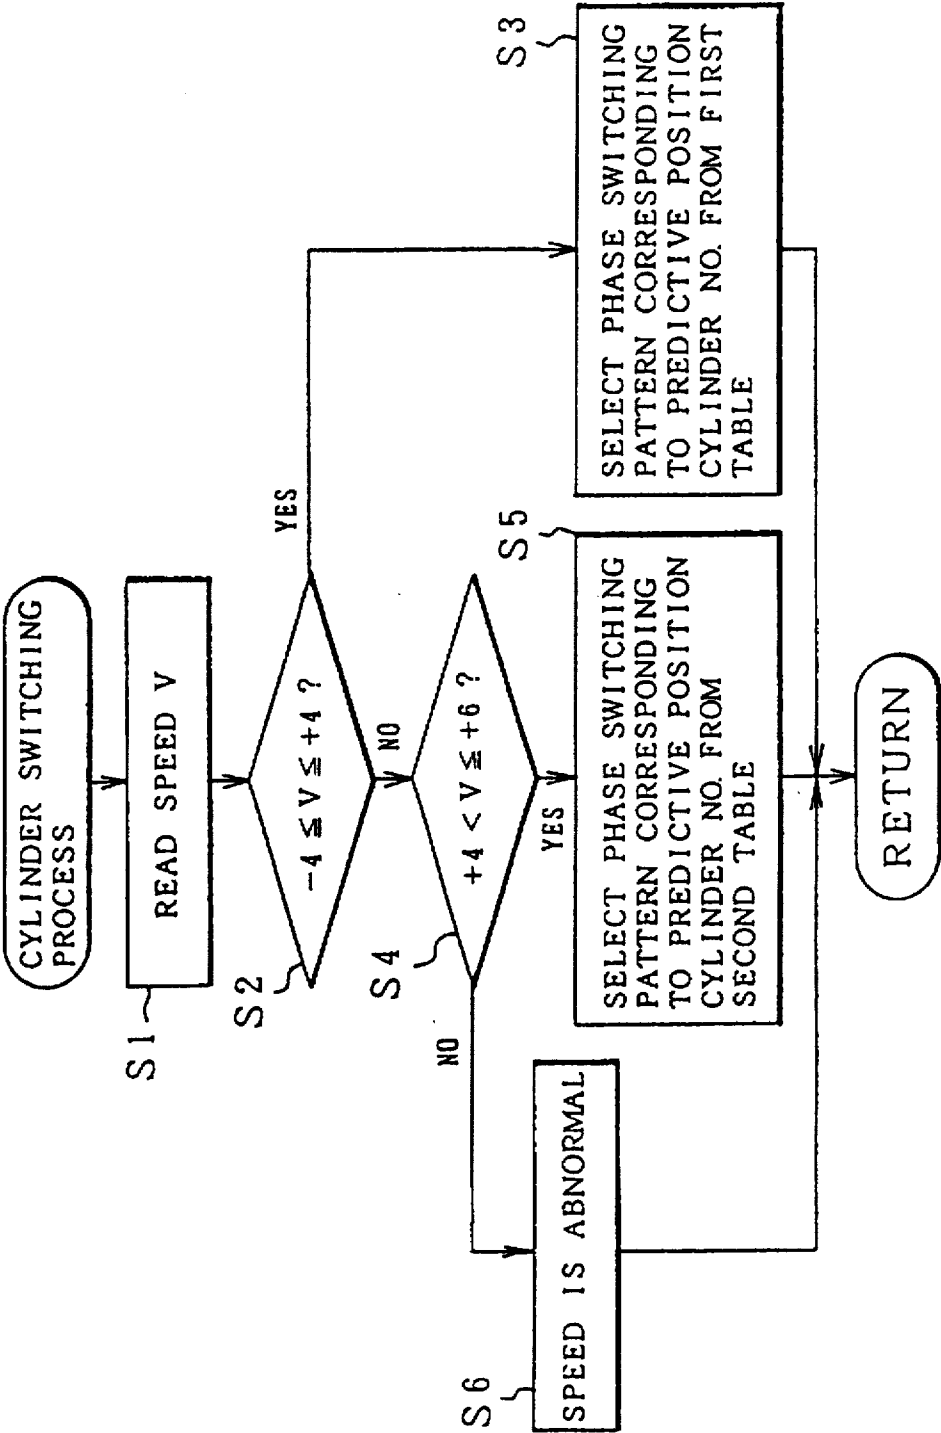 CYLINDER SWITCHING
PROCESS
S1
READ SPEED V
S2
-4 ≦ V ≦ +4 ?
YES
NO
S3
SELECT PHASE SWITCHING
PATTERN CORRESPONDING
TO PREDICTIVE POSITION
CYLINDER NO. FROM FIRST
TABLE
S4
+4 < V ≦ +6 ?
NO
YES
S5
SELECT PHASE SWITCHING
PATTERN CORRESPONDING
TO PREDICTIVE POSITION
CYLINDER NO. FROM
SECOND TABLE
S6
SPEED IS ABNORMAL
RETURN